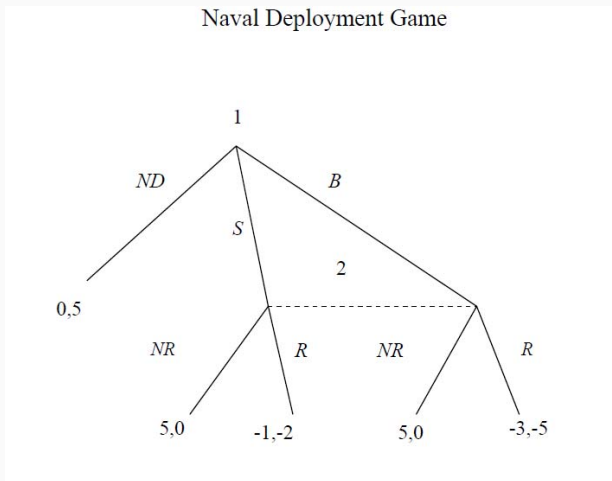 Naval Deployment Game
1
ND
B
S
2
0,5
NR
R
NR
R
5,0
-1,-2
5,0
-3,-5